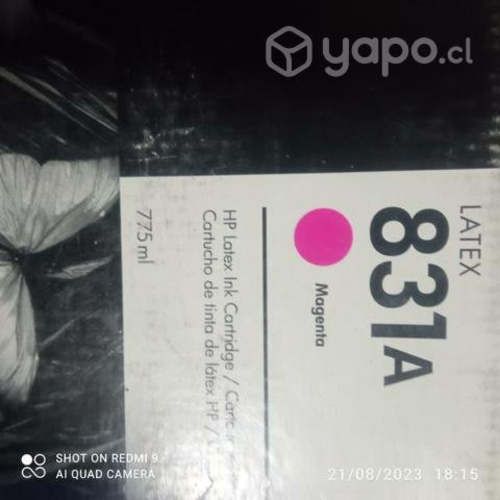 yapo.cl
LATEX
831A
Magenta
HP Latex Ink Cartridge /
Cartucho de tinta de látex HP /
775 ml
SHOT ON REDMI 9
AI QUAD CAMERA
21/08/2023 18:15